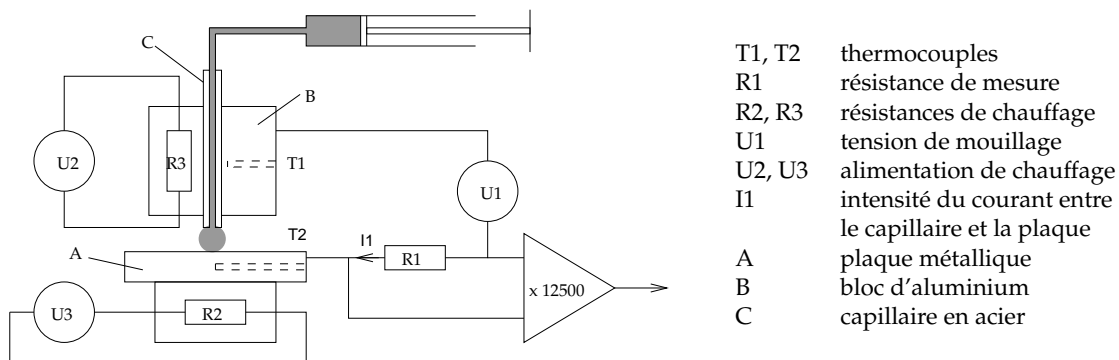 C
B
U2
R3
T1
U1
T2
I1
A
R1
x 12500
U3
R2
T1, T2 thermocouples
R1 résistance de mesure
R2, R3 résistances de chauffage
U1 tension de mouillage
U2, U3 alimentation de chauffage
I1 intensité du courant entre
le capillaire et la plaque
A plaque métallique
B bloc d'aluminium
C capillaire en acier